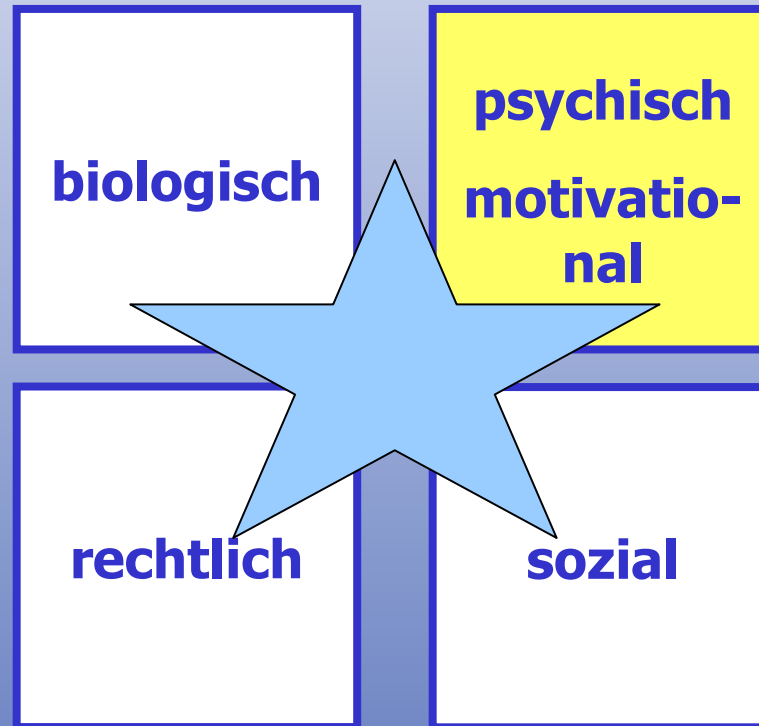 biologisch
psychisch
motivatio-
nal
rechtlich
sozial